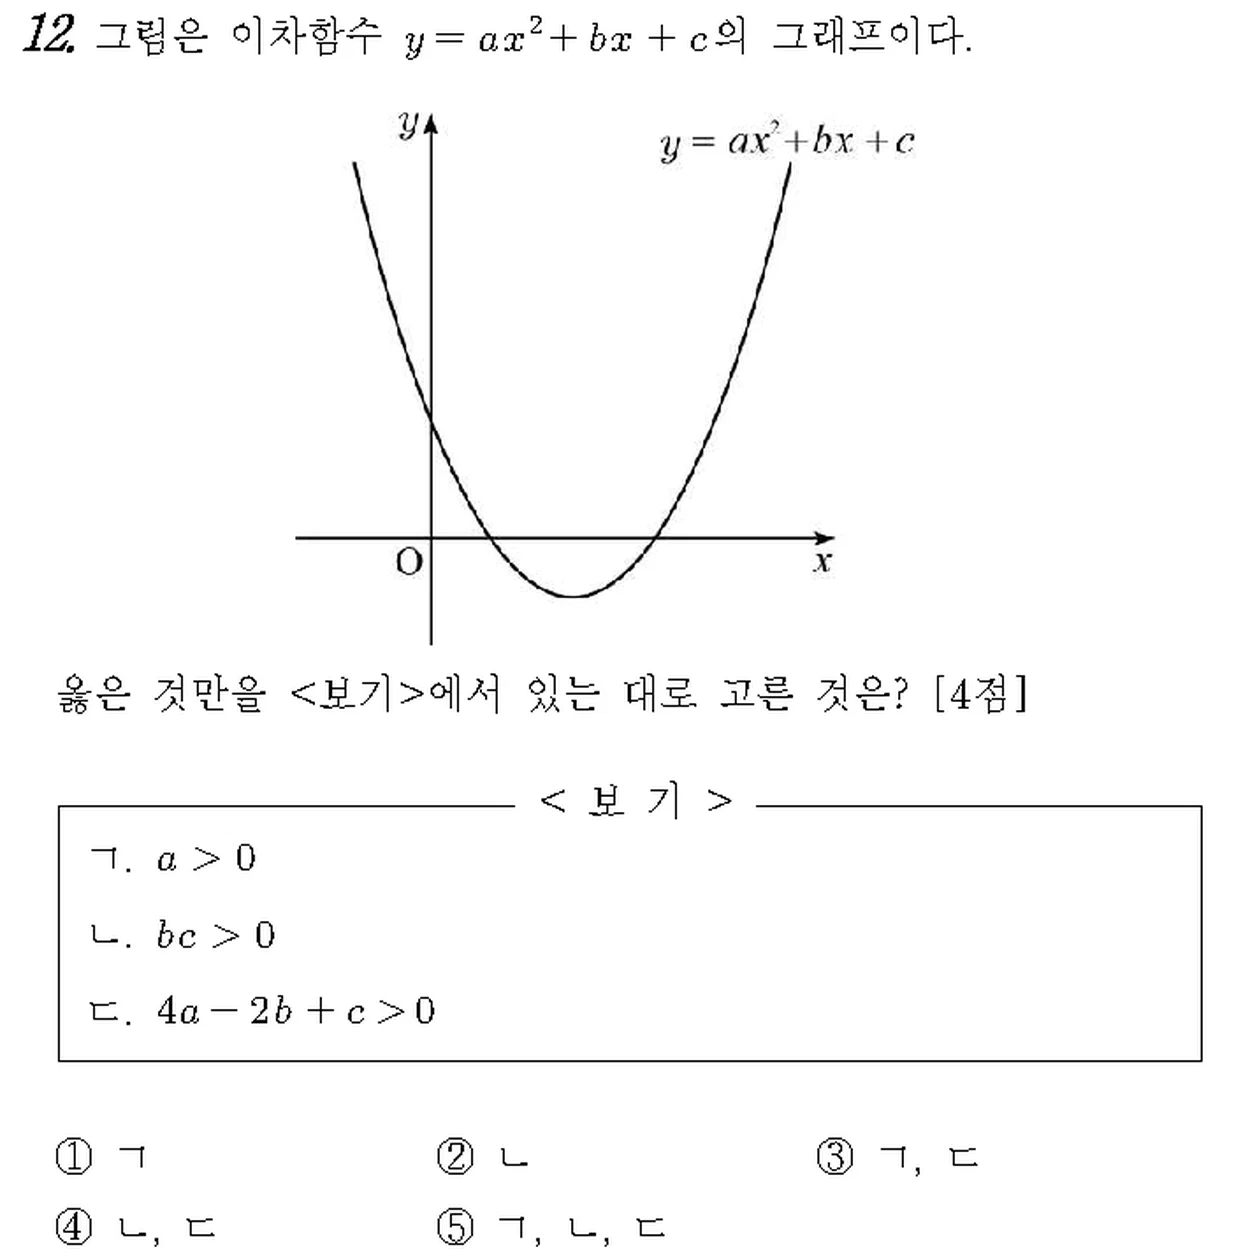 12. 그림은 이차함수 y = ax² + bx + c의 그래프이다.
y
y = ax² + bx + c
O
x
옳은 것만을 <보기>에서 있는 대로 고른 것은? [4점]
< 보 기 >
ㄱ. a > 0
ㄴ. bc > 0
ㄷ. 4a - 2b + c > 0
① ㄱ ② ㄴ ③ ㄱ, ㄷ
④ ㄴ, ㄷ ⑤ ㄱ, ㄴ, ㄷ